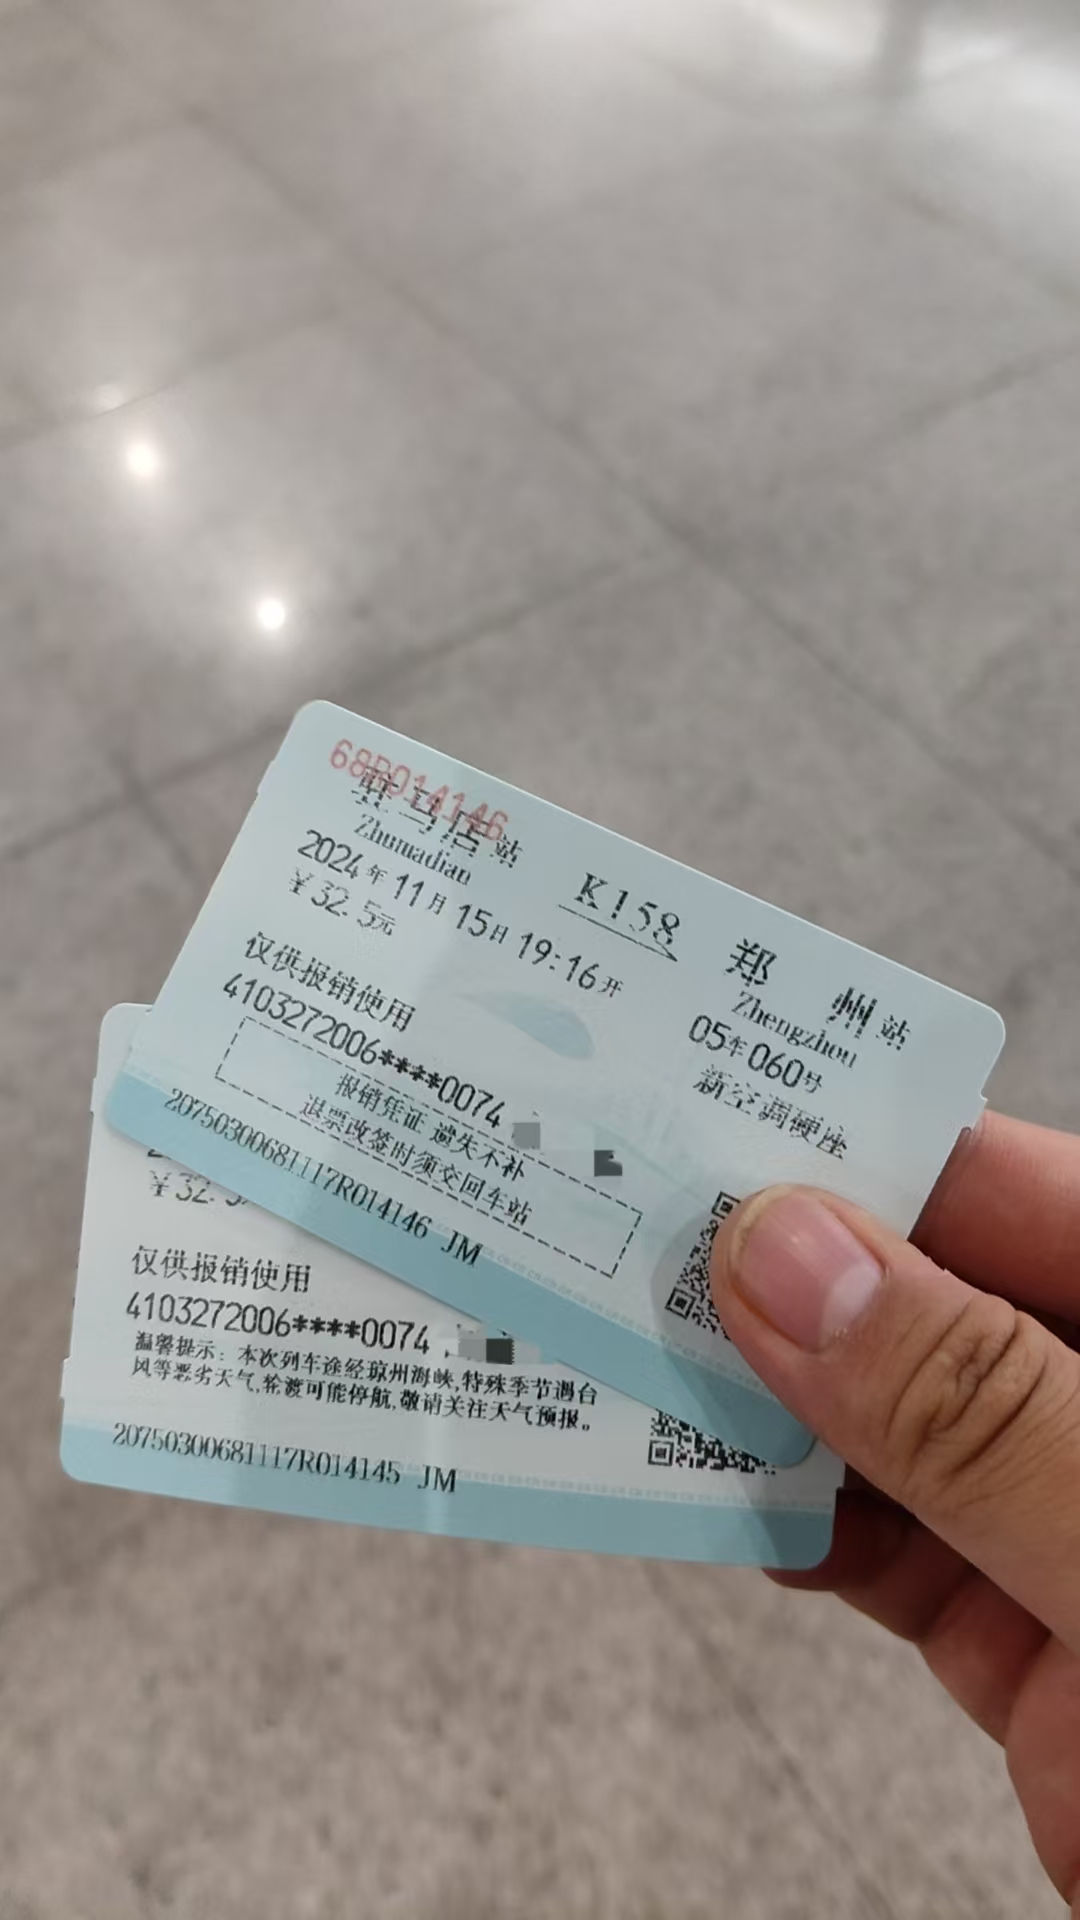 68R014146
驻马店站
Zhumadian
K158
郑州站
Zhengzhou
2024年11月15日19:16开
05车060号
¥32.5元
新空调硬座
仅供报销使用
4103272006****0074
报销凭证 遗失不补
退票改签时须交回车站
20750300681117R014146 JM
¥32.5
仅供报销使用
4103272006****0074
温馨提示：本次列车途经琼州海峡,特殊季节遇台
风等恶劣天气,轮渡可能停航,敬请关注天气预报。
20750300681117R014145 JM